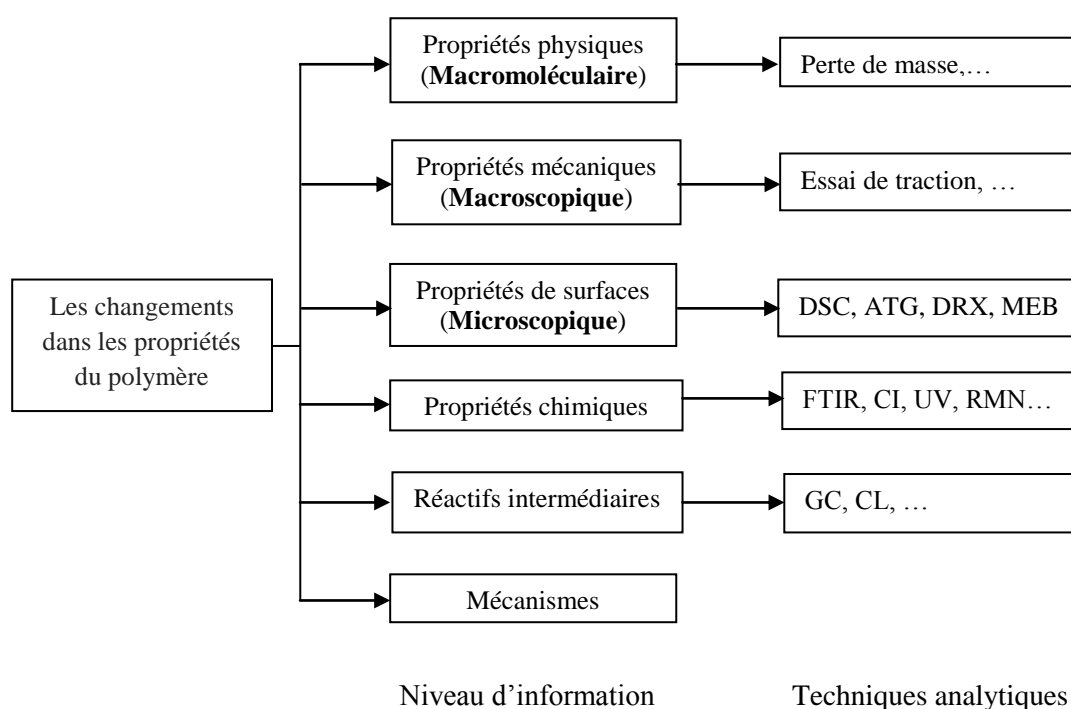 Propriétés physiques
(Macromoléculaire)
Perte de masse,…
Propriétés mécaniques
(Macroscopique)
Essai de traction, …
Les changements
dans les propriétés
du polymère
Propriétés de surfaces
(Microscopique)
DSC, ATG, DRX, MEB
Propriétés chimiques
FTIR, CI, UV, RMN…
Réactifs intermédiaires
GC, CL, …
Mécanismes
Niveau d’information
Techniques analytiques